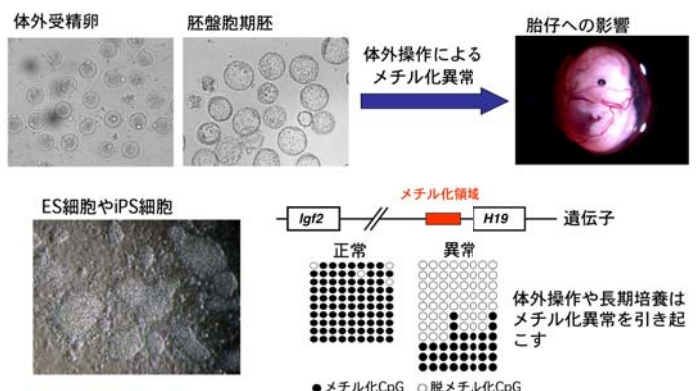 体外受精卵
胚盤胞期胚
体外操作による
メチル化異常
胎仔への影響
ES細胞やiPS細胞
メチル化領域
Igf2
H19
遺伝子
正常
異常
体外操作や長期培養は
メチル化異常を引き起
こす
●メチル化CpG ○脱メチル化CpG